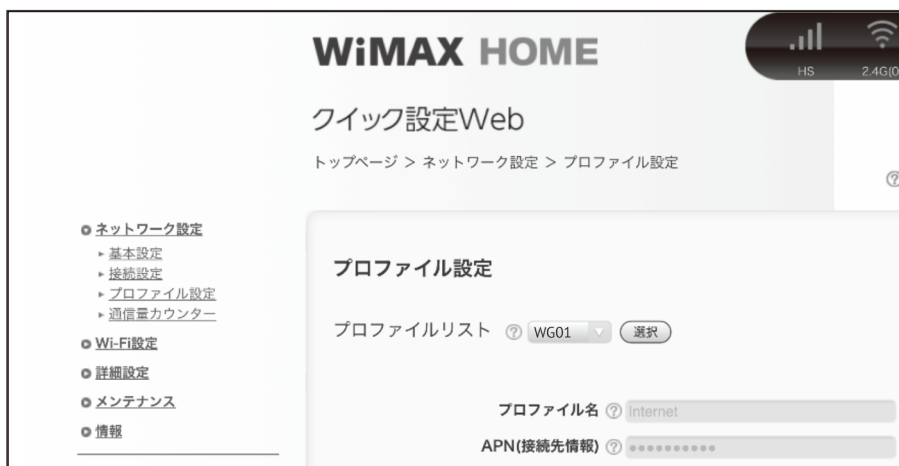 WiMAX HOME
HS
2.4G(0
クイック設定Web
トップページ > ネットワーク設定 > プロファイル設定
ネットワーク設定
基本設定
接続設定
プロファイル設定
通信量カウンター
Wi-Fi設定
詳細設定
メンテナンス
情報
プロファイル設定
プロファイルリスト ? WG01 選択
プロファイル名 ? Internet
APN(接続先情報) ? ●●●●●●●●●●